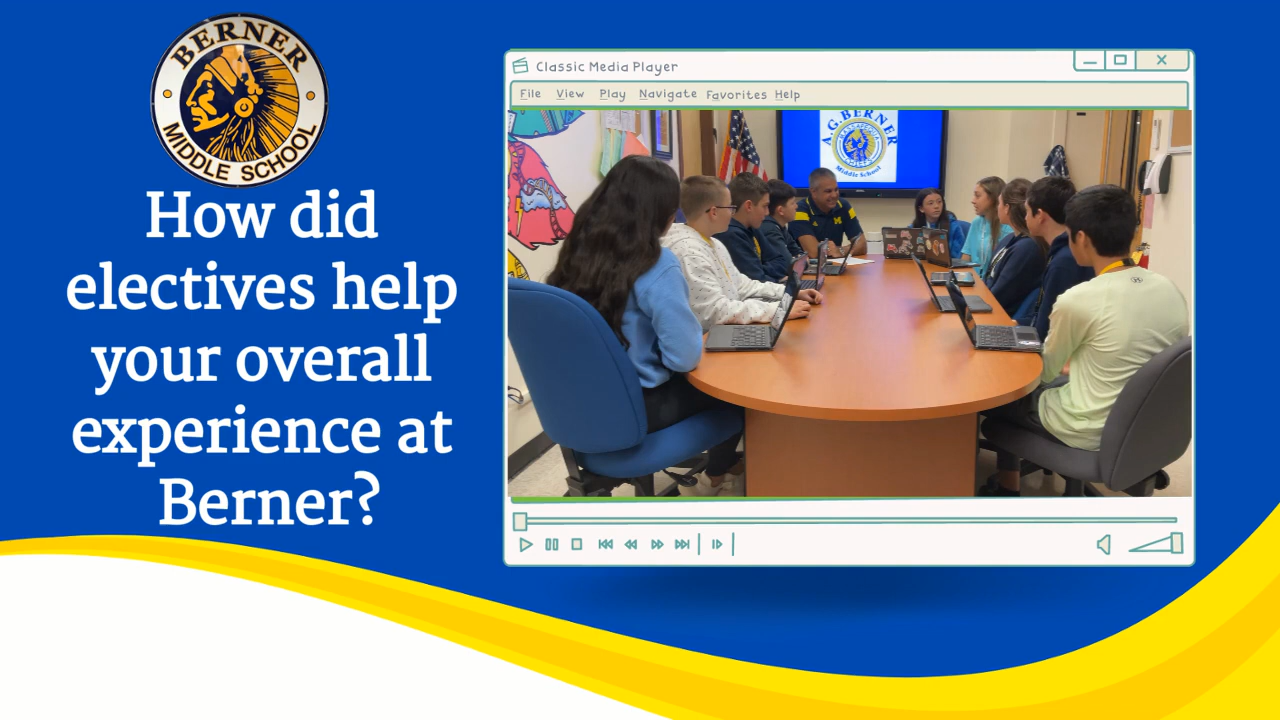 BERNER
MIDDLE SCHOOL
How did
electives help
your overall
experience at
Berner?
Classic Media Player
File View Play Navigate Favorites Help
A.G. BERNER
Middle School